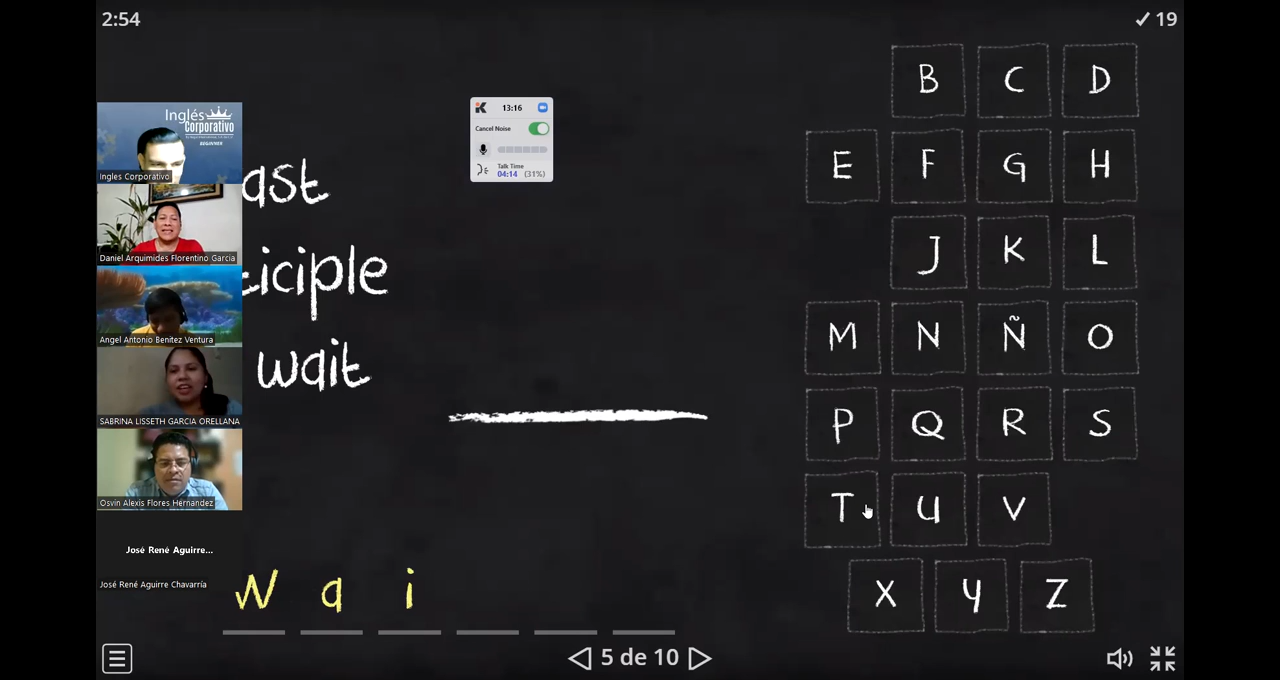 2:54
19
B C D
E F G H
J K L
M N Ñ O
P Q R S
T U V
X Y Z
13:16
Cancel Noise
Talk Time
04:14 (31%)
Inglés
Corporativo
BEGINNER
Ingles Corporativo
Daniel Arquimides Florentino Garcia
Angel Antonio Benitez Ventura
SABRINA LISSETH GARCIA ORELLANA
Osvin Alexis Flores Hernandez
José René Aguirre...
José René Aguirre Chavarría
ast
ticiple
wait
W a i
5 de 10